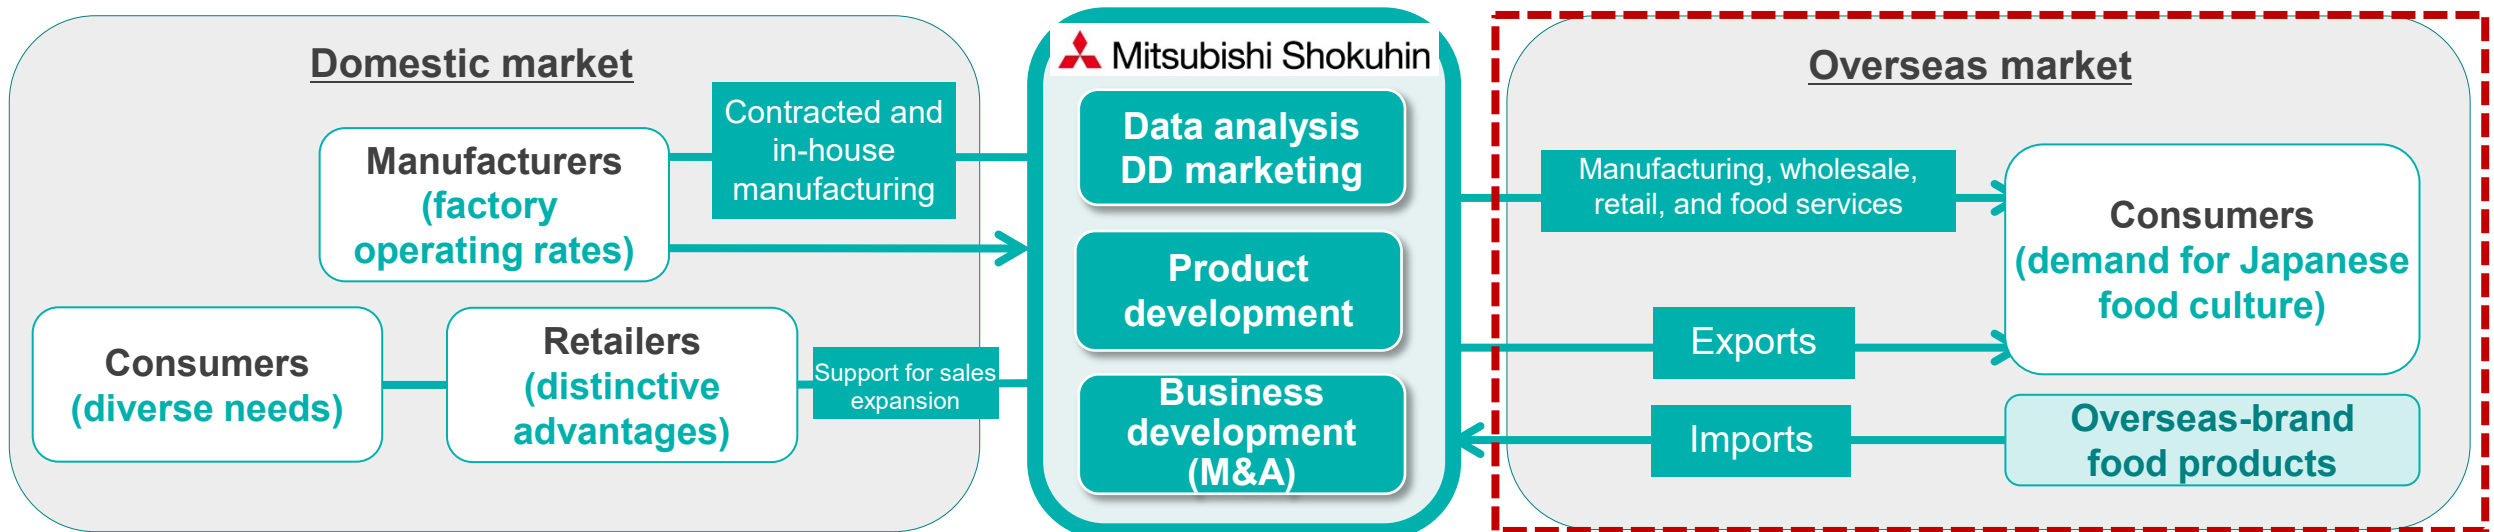 Domestic market
Contracted and
in-house
manufacturing
Manufacturers
(factory
operating rates)
Consumers
(diverse needs)
Retailers
(distinctive
advantages)
Support for sales
expansion
Mitsubishi Shokuhin
Data analysis
DD marketing
Product
development
Business
development
(M&A)
Overseas market
Manufacturing, wholesale,
retail, and food services
Consumers
(demand for Japanese
food culture)
Exports
Imports
Overseas-brand
food products